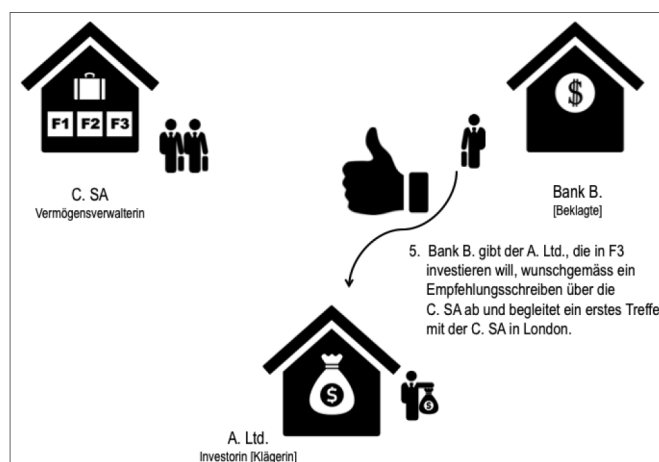 F1 F2 F3
$
C. SA
Vermögensverwalterin
Bank B.
[Beklagte]
5. Bank B. gibt der A. Ltd., die in F3
investieren will, wunschgemäss ein
Empfehlungsschreiben über die
C. SA ab und begleitet ein erstes Treffe
mit der C. SA in London.
$
$
A. Ltd.
Investorin [Klägerin]